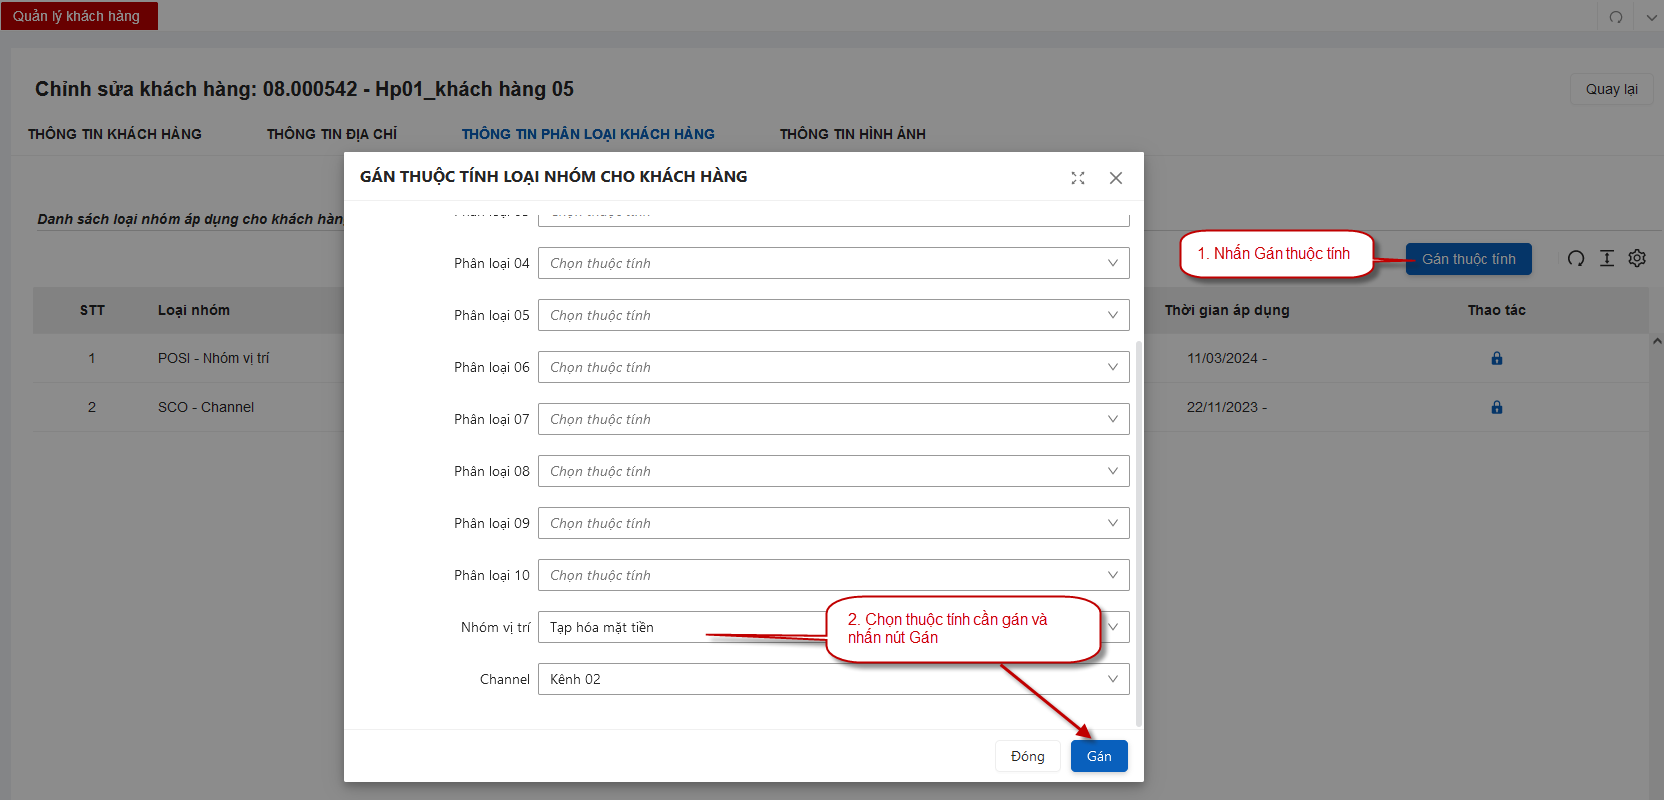 Quản lý khách hàng
Chỉnh sửa khách hàng: 08.000542 - Hp01_khách hàng 05
Quay lại
THÔNG TIN KHÁCH HÀNG
THÔNG TIN ĐỊA CHỈ
THÔNG TIN PHÂN LOẠI KHÁCH HÀNG
THÔNG TIN HÌNH ẢNH
GÁN THUỘC TÍNH LOẠI NHÓM CHO KHÁCH HÀNG
Danh sách loại nhóm áp dụng cho khách hàn
1. Nhấn Gán thuộc tính
Gán thuộc tính
STT
Loại nhóm
Thời gian áp dụng
Thao tác
1
POSI - Nhóm vị trí
11/03/2024 -
2
SCO - Channel
22/11/2023 -
Phân loại 04
Chọn thuộc tính
Phân loại 05
Chọn thuộc tính
Phân loại 06
Chọn thuộc tính
Phân loại 07
Chọn thuộc tính
Phân loại 08
Chọn thuộc tính
Phân loại 09
Chọn thuộc tính
Phân loại 10
Chọn thuộc tính
Nhóm vị trí
Tạp hóa mặt tiền
2. Chọn thuộc tính cần gán và
nhấn nút Gán
Channel
Kênh 02
Đóng
Gán